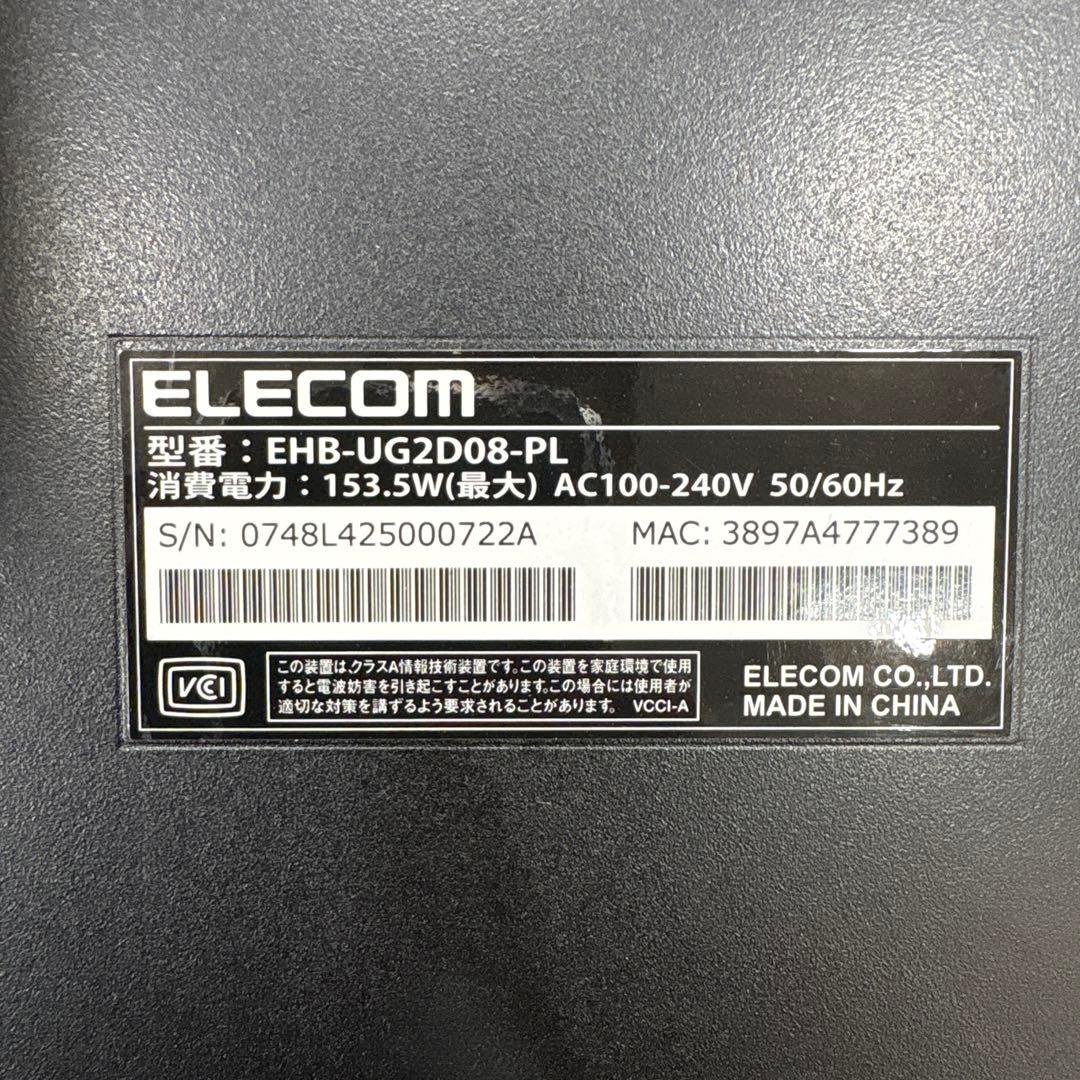 ELECOM
型番：EHB-UG2D08-PL
消費電力：153.5W(最大) AC100-240V 50/60Hz
S/N: 0748L425000722A MAC: 3897A4777389
VCI
この装置は､クラスA情報技術装置です｡この装置を家庭環境で使用
すると電波妨害を引き起こすことがあります｡この場合には使用者が
適切な対策を講ずるよう要求されることがあります｡ VCCI-A
ELECOM CO.,LTD.
MADE IN CHINA